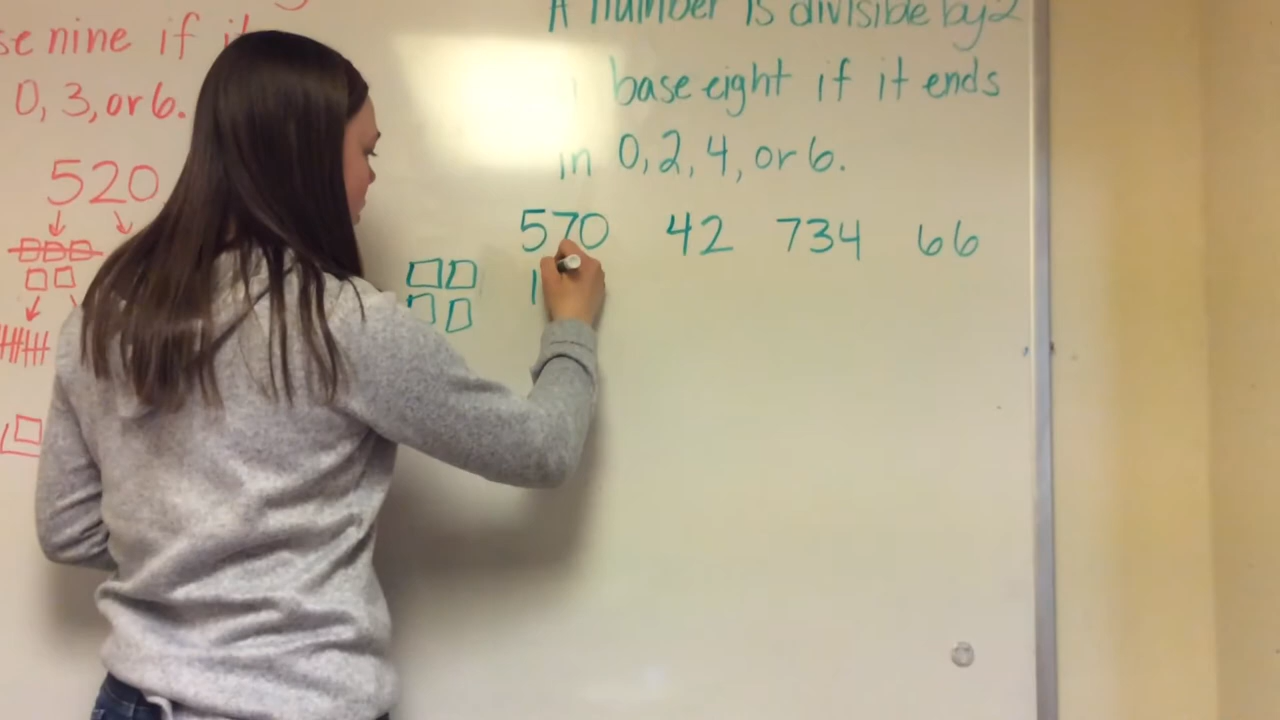 se nine if it
0, 3, or 6.
520
A number is divisible by 2
base eight if it ends
in 0, 2, 4, or 6.
570 42 734 66